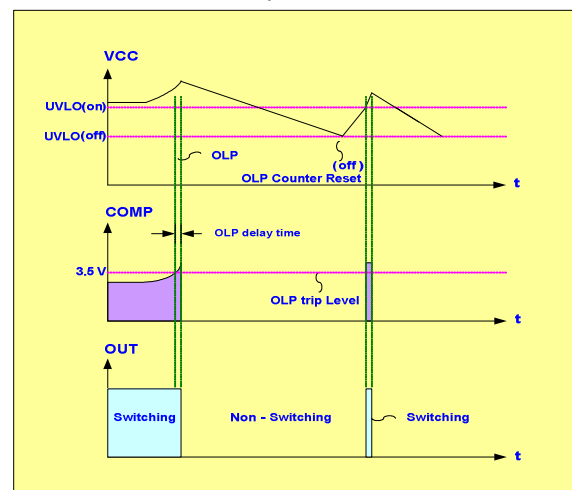 VCC
UVLO(on)
UVLO(off)
OLP
(off)
OLP Counter Reset
t
COMP
OLP delay time
3.5 V
OLP trip Level
t
OUT
Switching
Non - Switching
Switching
t